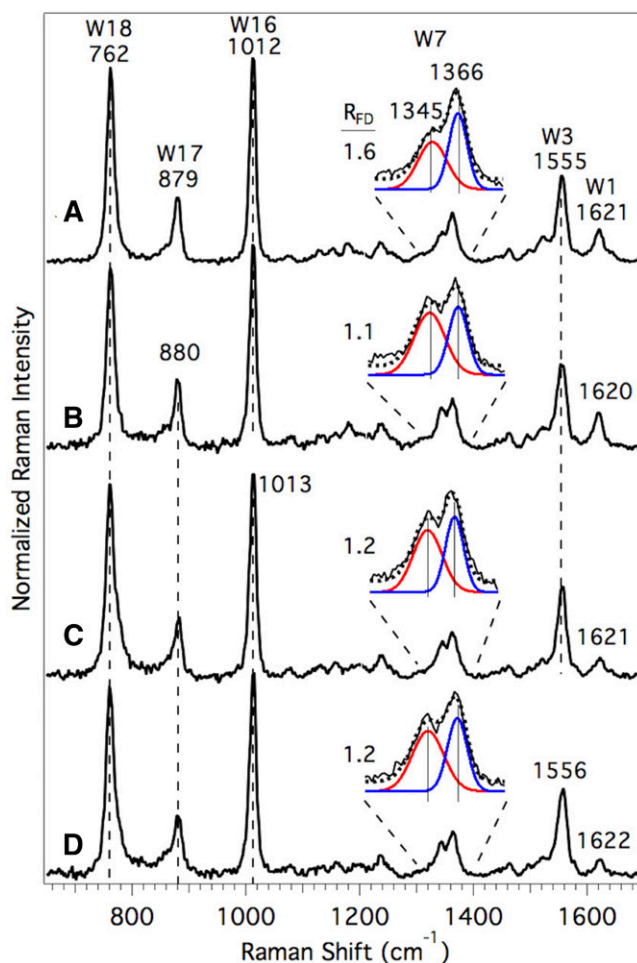 W18
762
W16
1012
W7
1366
1345
R_FD
1.6
W17
879
W3
1555
W1
1621
A
1.1
880
1620
B
1013
1.2
1621
C
1.2
1556
1622
D
800
1000
1200
1400
1600
Raman Shift (cm⁻¹)
Normalized Raman Intensity